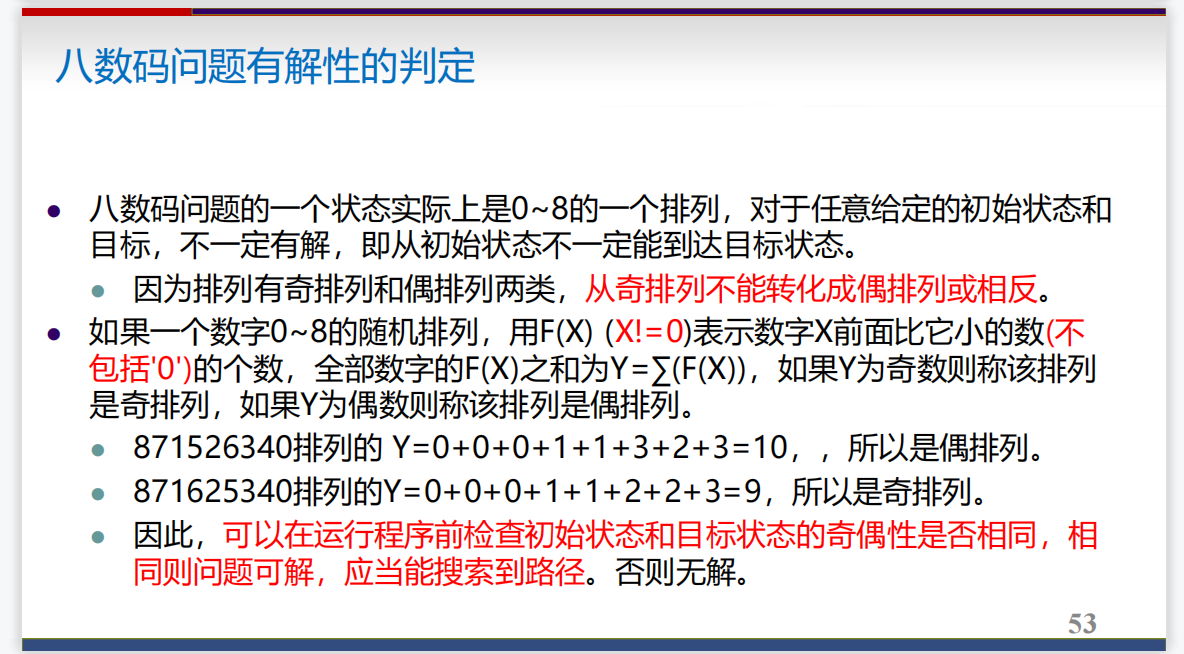 八数码问题有解性的判定
八数码问题的一个状态实际上是0~8的一个排列，对于任意给定的初始状态和
目标，不一定有解，即从初始状态不一定能到达目标状态。
因为排列有奇排列和偶排列两类，从奇排列不能转化成偶排列或相反。
如果一个数字0~8的随机排列，用F(X) (X!=0)表示数字X前面比它小的数(不
包括'0')的个数，全部数字的F(X)之和为Y=∑(F(X))，如果Y为奇数则称该排列
是奇排列，如果Y为偶数则称该排列是偶排列。
871526340排列的 Y=0+0+0+1+1+3+2+3=10，，所以是偶排列。
871625340排列的Y=0+0+0+1+1+2+2+3=9，所以是奇排列。
因此，可以在运行程序前检查初始状态和目标状态的奇偶性是否相同，相
同则问题可解，应当能搜索到路径。否则无解。
53